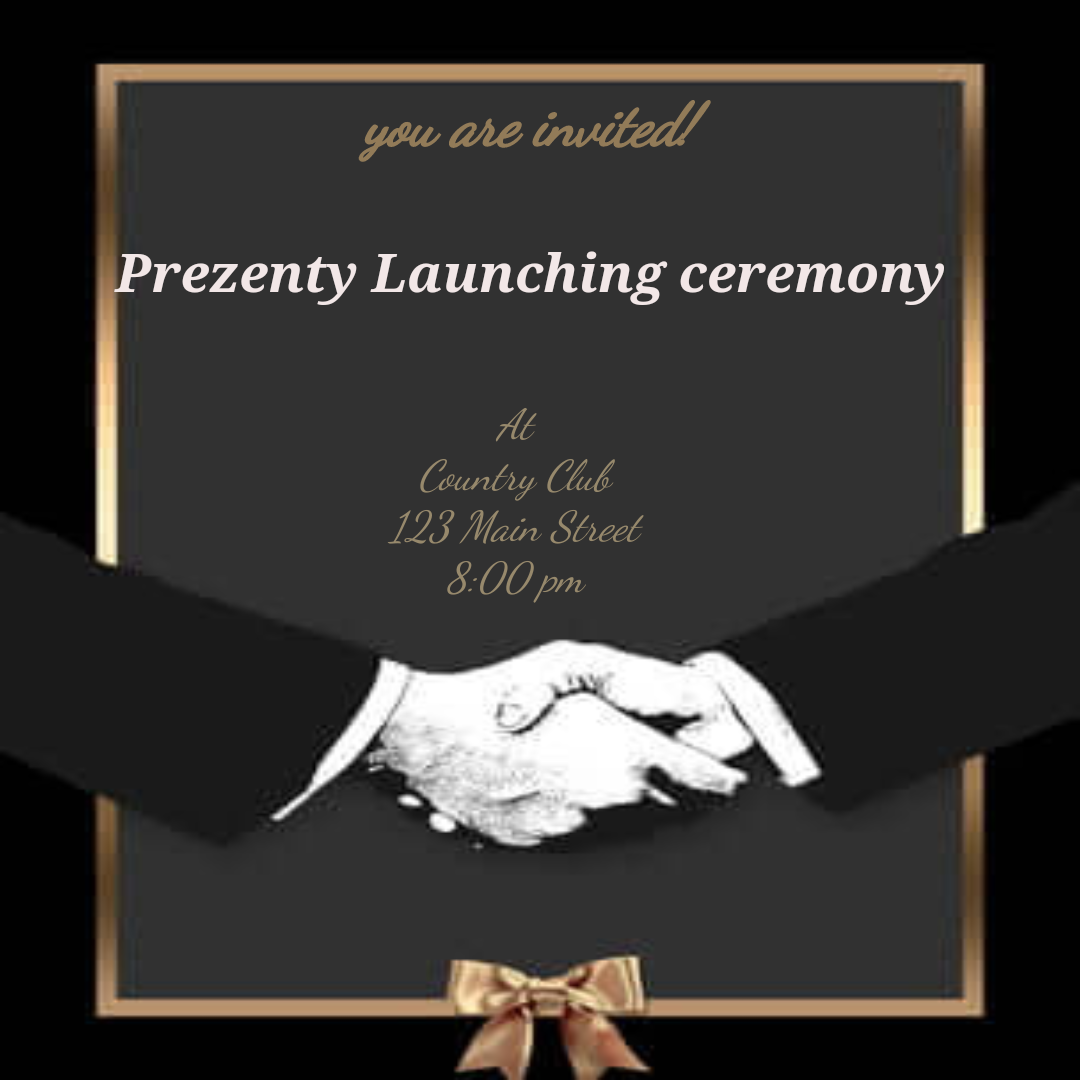 you are invited!
Prezenty Launching ceremony
At
Country Club
123 Main Street
8:00 pm